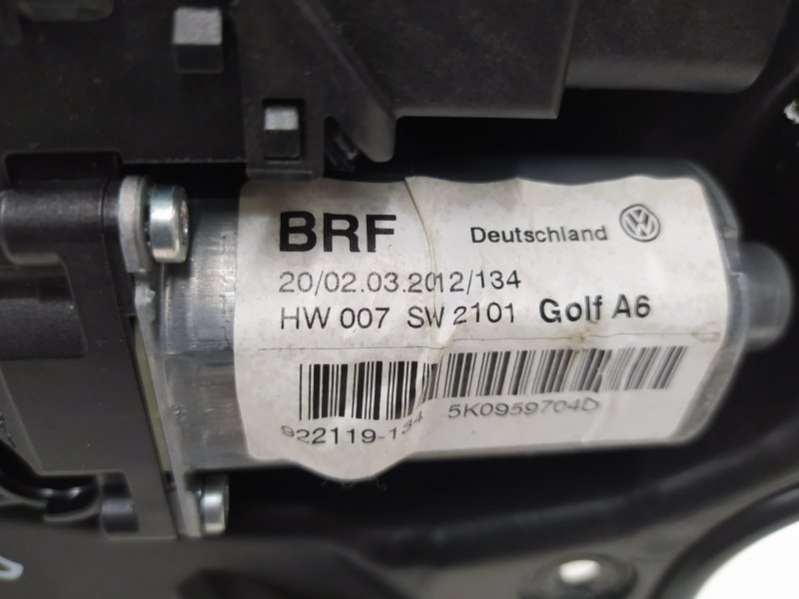 BRF Deutschland
20/02.03.2012/134
HW 007 SW 2101 Golf A6
922119-134 5K0959704D